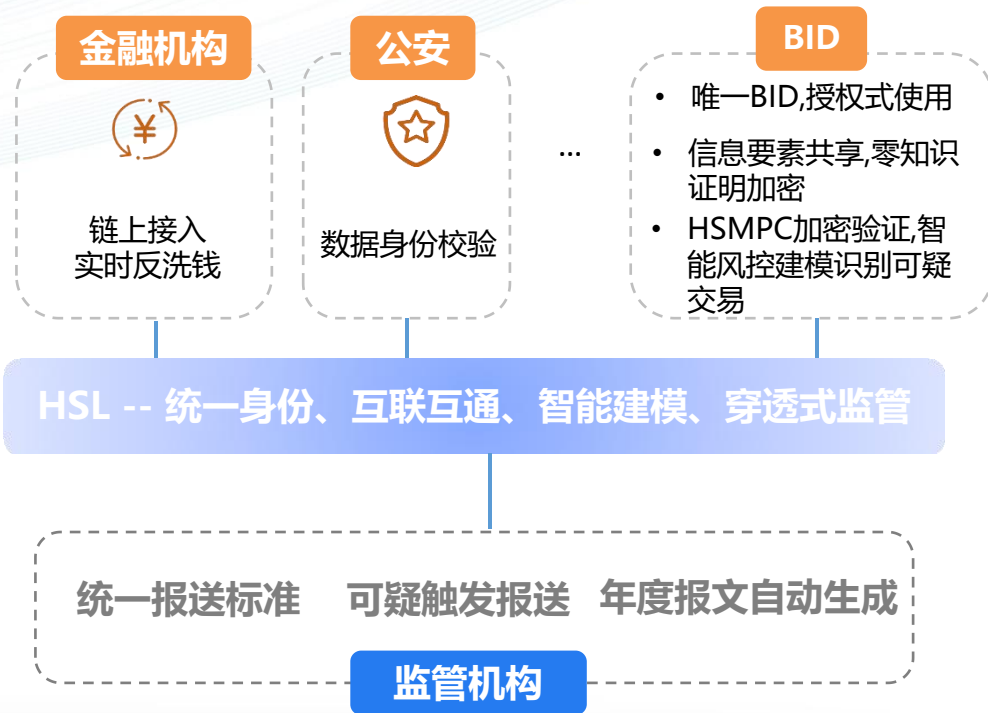 金融机构
链上接入
实时反洗钱
公安
数据身份校验
...
BID
• 唯一BID,授权式使用
• 信息要素共享,零知识
证明加密
• HSMPC加密验证,智
能风控建模识别可疑
交易
HSL -- 统一身份、互联互通、智能建模、穿透式监管
统一报送标准 可疑触发报送 年度报文自动生成
监管机构